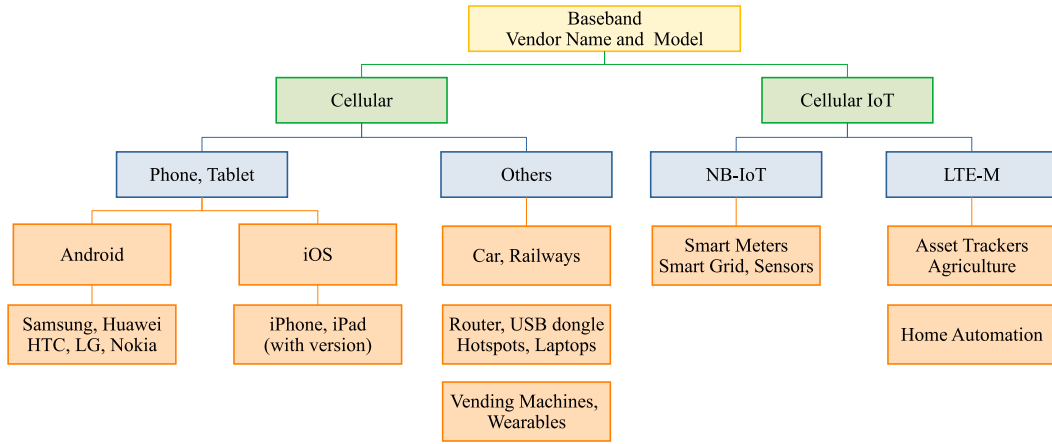 Baseband
Vendor Name and Model
Cellular
Cellular IoT
Phone, Tablet
Others
NB-IoT
LTE-M
Android
iOS
Car, Railways
Smart Meters
Smart Grid, Sensors
Asset Trackers
Agriculture
Samsung, Huawei
HTC, LG, Nokia
iPhone, iPad
(with version)
Router, USB dongle
Hotspots, Laptops
Home Automation
Vending Machines,
Wearables